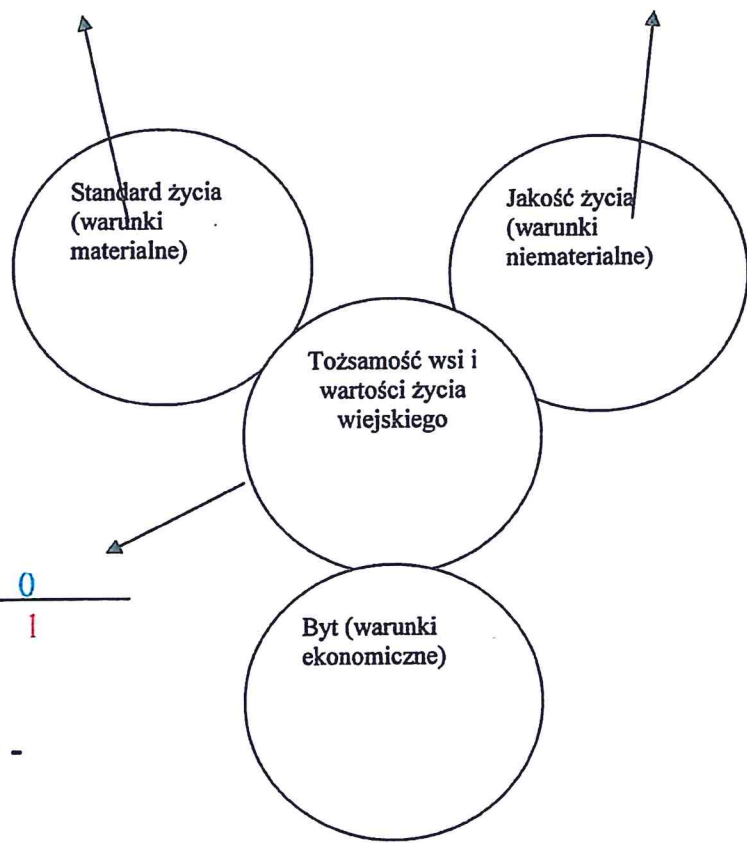 Standard życia
(warunki
materialne)
Jakość życia
(warunki
niematerialne)
Tożsamość wsi i
wartości życia
wiejskiego
0
1
-
Byt (warunki
ekonomiczne)